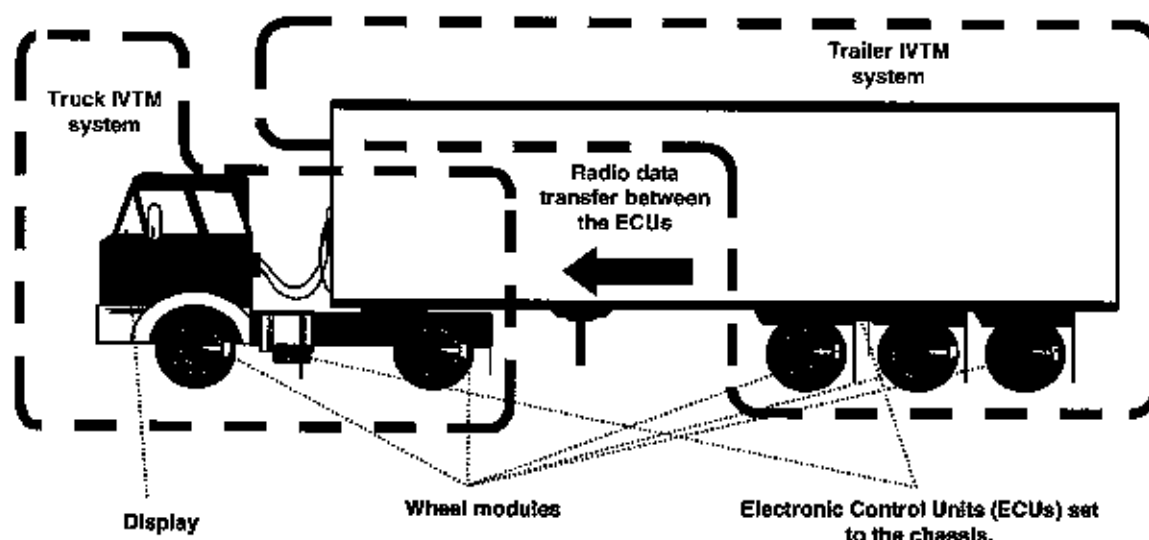 Trailer IVTM
system
Truck IVTM
system
Radio data
transfer between
the ECUs
Display
Wheel modules
Electronic Control Units (ECUs) set
to the chassis.